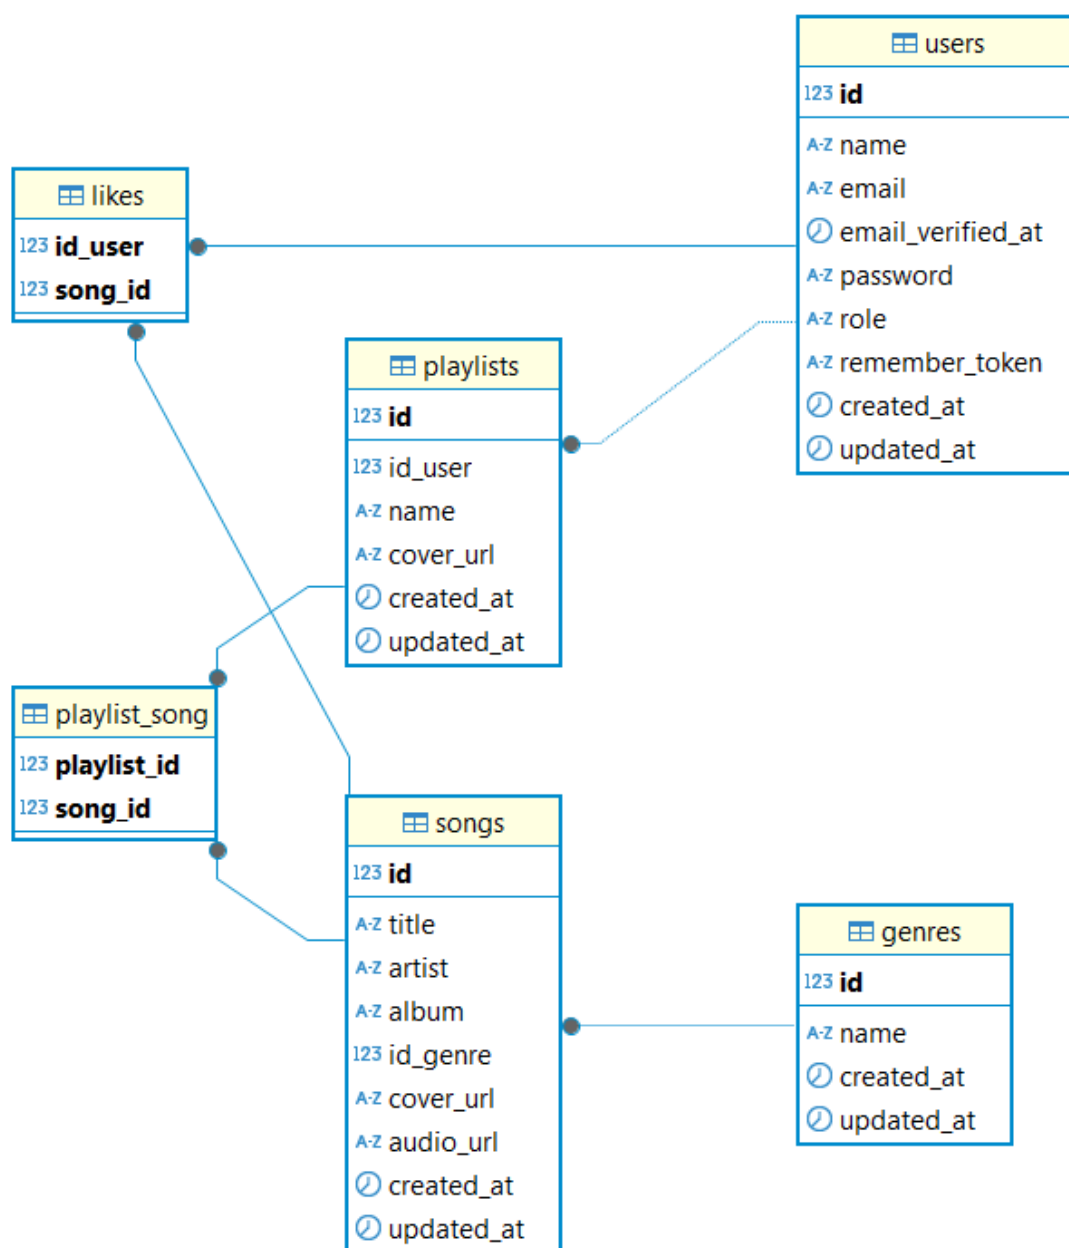 users
123 id
A-Z name
A-Z email
email_verified_at
A-Z password
A-Z role
A-Z remember_token
created_at
updated_at
likes
123 id_user
123 song_id
playlists
123 id
123 id_user
A-Z name
A-Z cover_url
created_at
updated_at
playlist_song
123 playlist_id
123 song_id
songs
123 id
A-Z title
A-Z artist
A-Z album
123 id_genre
A-Z cover_url
A-Z audio_url
created_at
updated_at
genres
123 id
A-Z name
created_at
updated_at